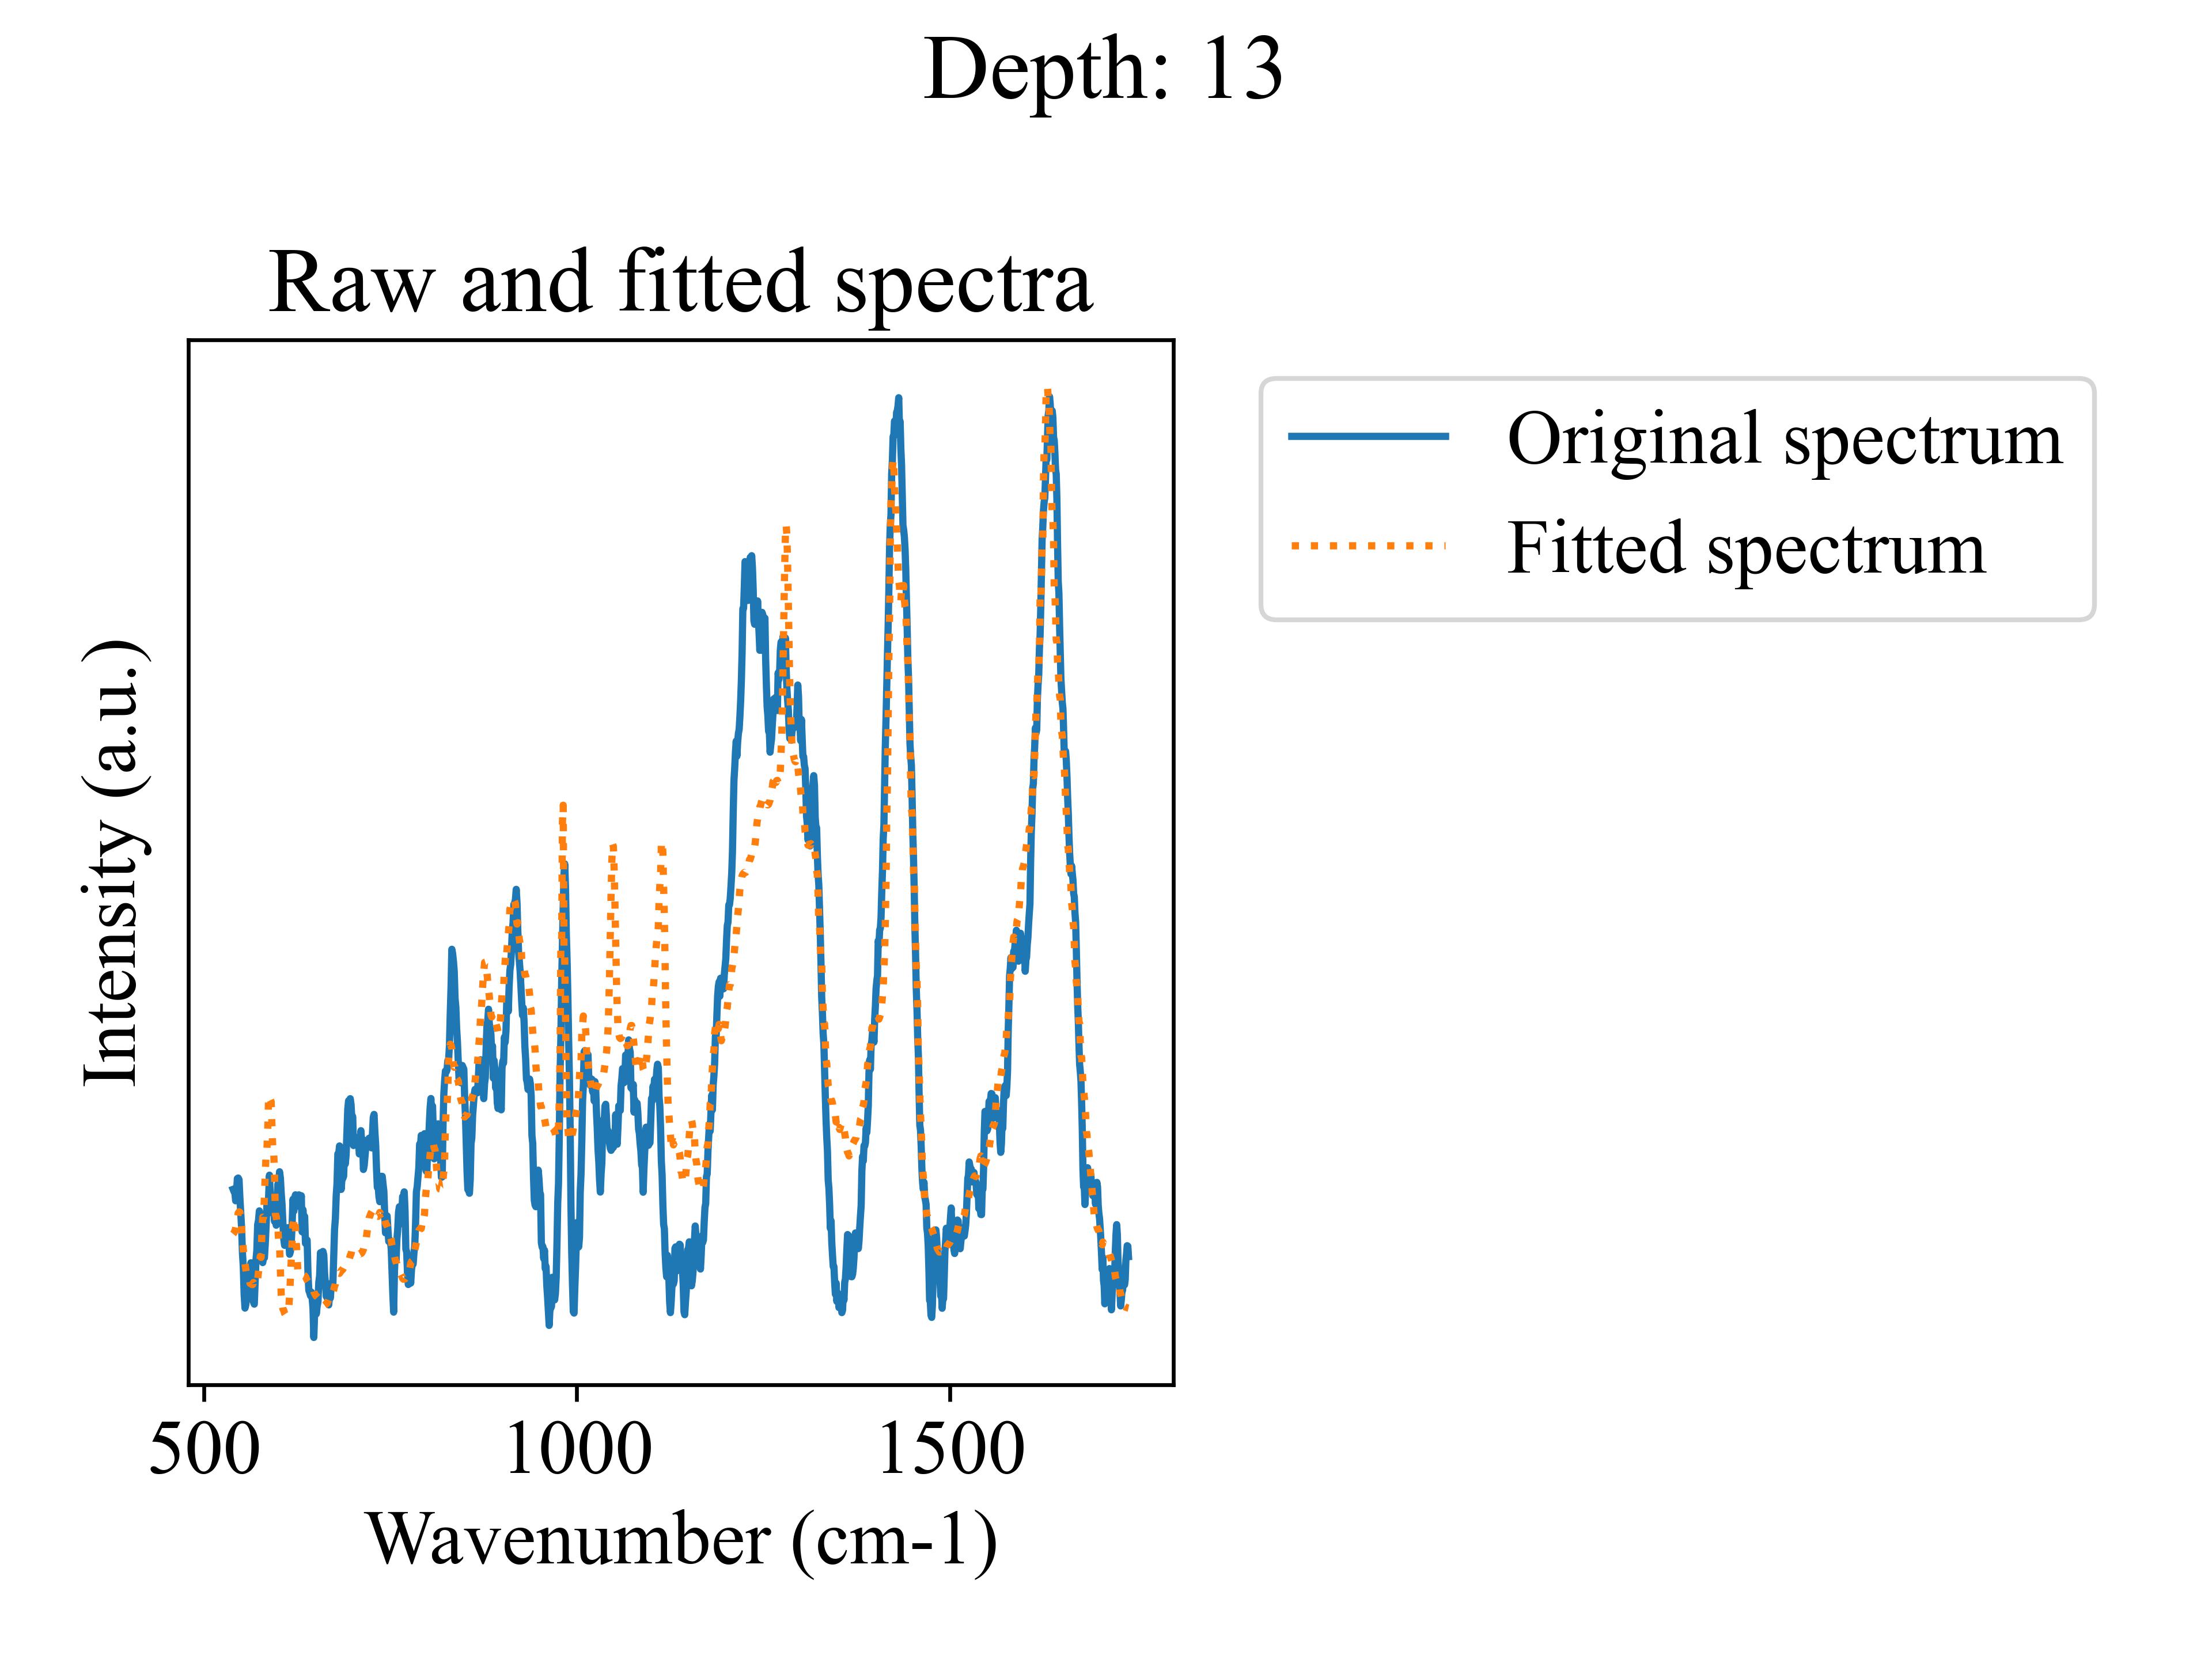 Depth: 13
Raw and fitted spectra
Original spectrum
Fitted spectrum
Intensity (a.u.)
500 1000 1500
Wavenumber (cm-1)